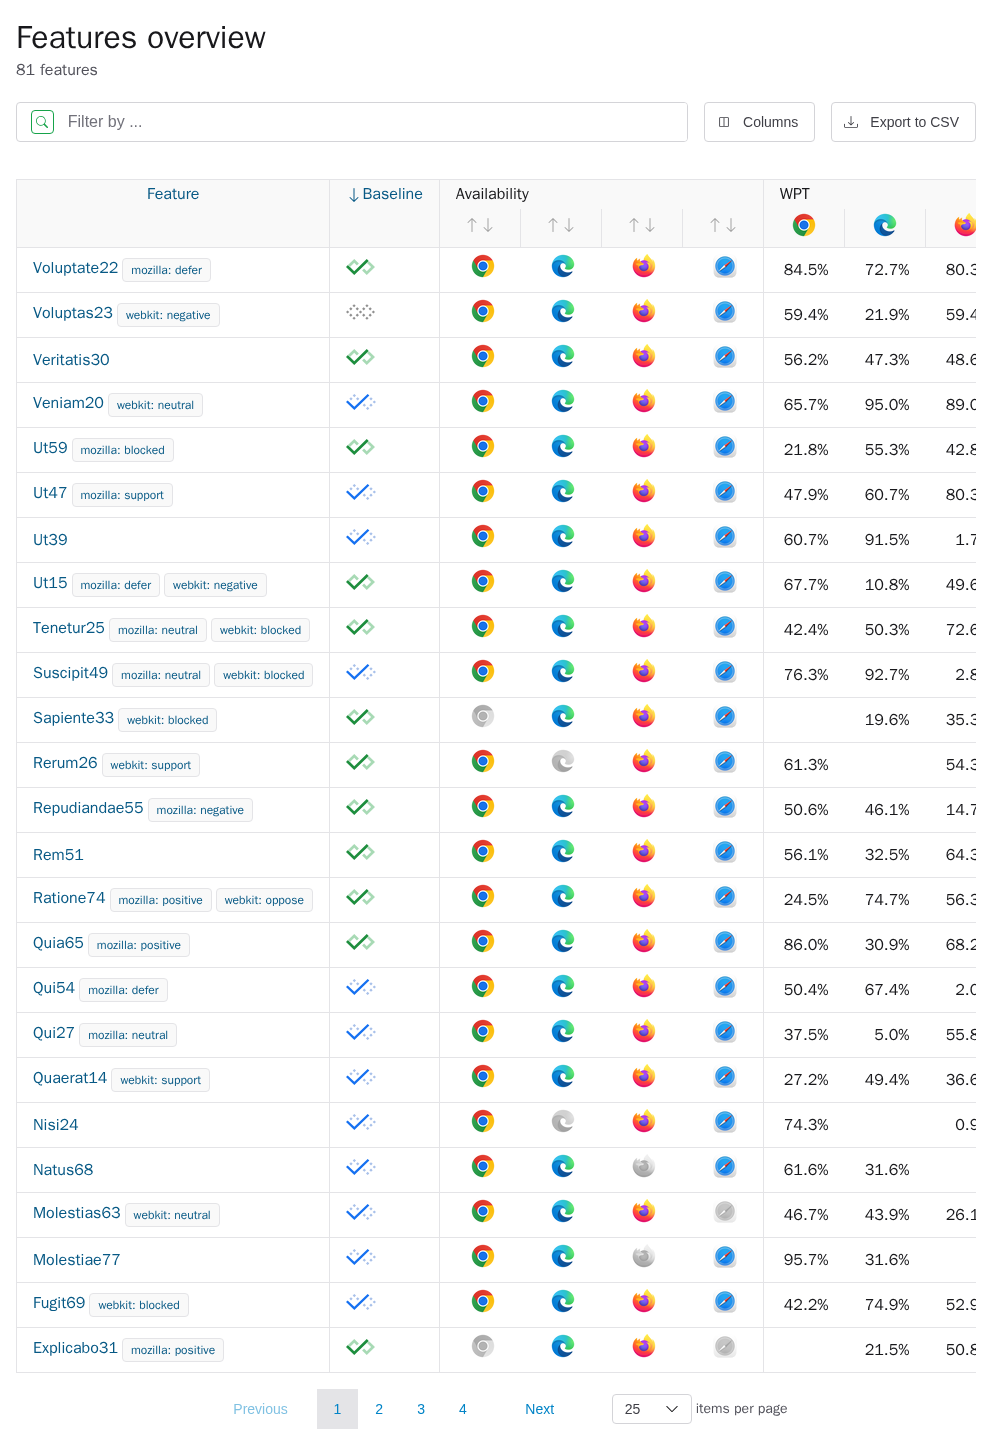 Features overview
81 features
Filter by ...
Columns
Export to CSV
Feature Baseline Availability WPT
Voluptate22 mozilla: defer 84.5% 72.7% 80.3
Voluptas23 webkit: negative 59.4% 21.9% 59.4
Veritatis30 56.2% 47.3% 48.6
Veniam20 webkit: neutral 65.7% 95.0% 89.0
Ut59 mozilla: blocked 21.8% 55.3% 42.8
Ut47 mozilla: support 47.9% 60.7% 80.3
Ut39 60.7% 91.5% 1.7
Ut15 mozilla: defer webkit: negative 67.7% 10.8% 49.6
Tenetur25 mozilla: neutral webkit: blocked 42.4% 50.3% 72.6
Suscipit49 mozilla: neutral webkit: blocked 76.3% 92.7% 2.8
Sapiente33 webkit: blocked 19.6% 35.3
Rerum26 webkit: support 61.3% 54.3
Repudiandae55 mozilla: negative 50.6% 46.1% 14.7
Rem51 56.1% 32.5% 64.3
Ratione74 mozilla: positive webkit: oppose 24.5% 74.7% 56.3
Quia65 mozilla: positive 86.0% 30.9% 68.2
Qui54 mozilla: defer 50.4% 67.4% 2.0
Qui27 mozilla: neutral 37.5% 5.0% 55.8
Quaerat14 webkit: support 27.2% 49.4% 36.6
Nisi24 74.3% 0.9
Natus68 61.6% 31.6%
Molestias63 webkit: neutral 46.7% 43.9% 26.1
Molestiae77 95.7% 31.6%
Fugit69 webkit: blocked 42.2% 74.9% 52.9
Explicabo31 mozilla: positive 21.5% 50.8
Previous 1 2 3 4 Next 25 items per page